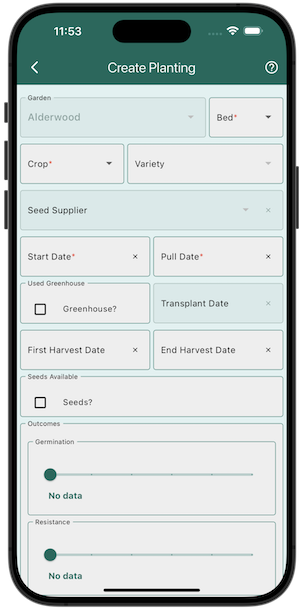 11:53
Create Planting
Garden
Alderwood
Bed*
Crop*
Variety
Seed Supplier
Start Date*
Pull Date*
Used Greenhouse
Greenhouse?
Transplant Date
First Harvest Date
End Harvest Date
Seeds Available
Seeds?
Outcomes
Germination
No data
Resistance
No data